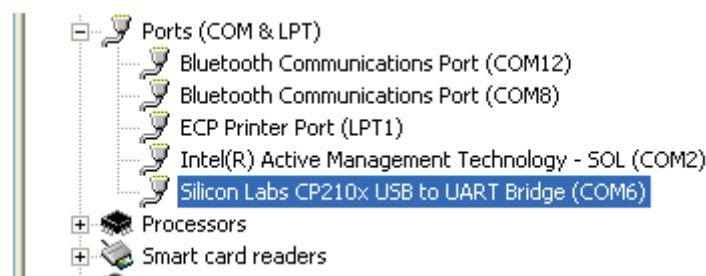 Ports (COM & LPT)
Bluetooth Communications Port (COM12)
Bluetooth Communications Port (COM8)
ECP Printer Port (LPT1)
Intel(R) Active Management Technology - SOL (COM2)
Silicon Labs CP210x USB to UART Bridge (COM6)
Processors
Smart card readers